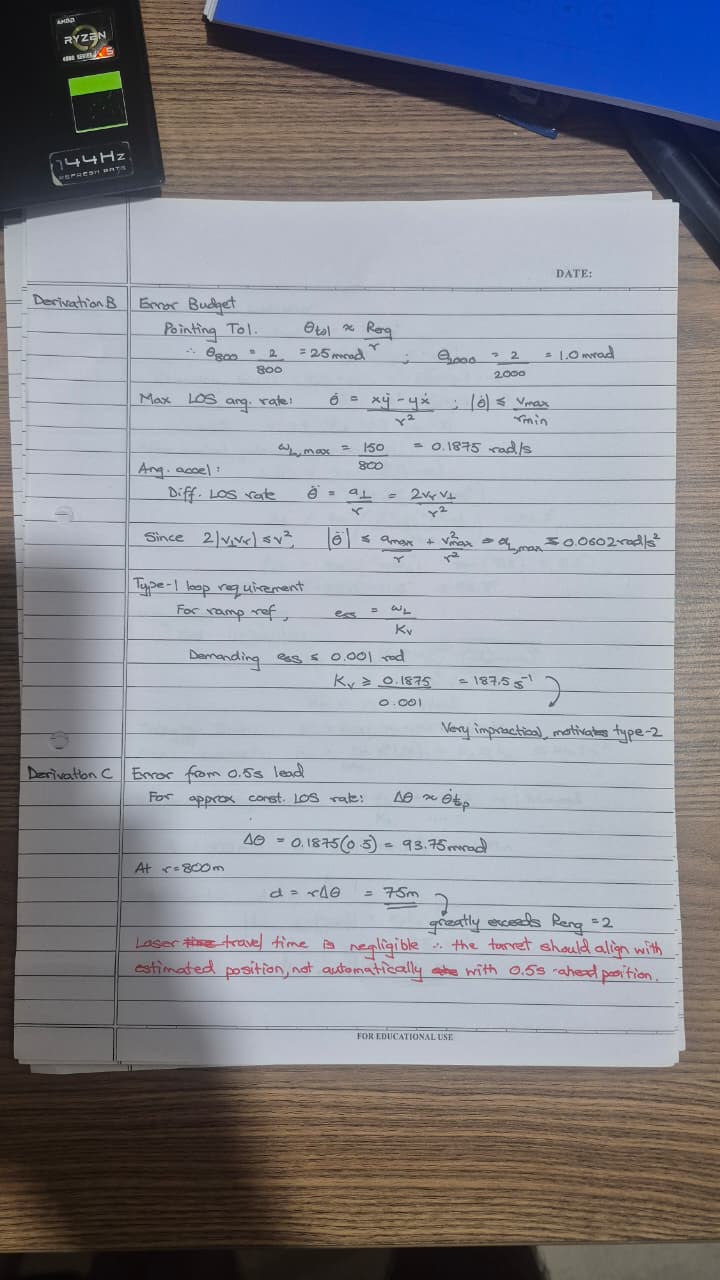 AMD
RYZEN
4000 SERIES 5
144Hz
REFRESH RATE
DATE:
Derivation B Error Budget
Pointing Tol. θtol ≈ Reng/r
∴ θ800 = 2/800 = 25mrad ; θ2000 = 2/2000 = 1.0 mrad
Max LOS ang. rate: θ̇ = (xẏ - yẋ)/r² ; |θ̇| ≤ vmax/rmin
ωL,max = 150/800 = 0.1875 rad/s
Ang. accel:
Diff. LOS rate θ̈ = a⊥/r = 2vr v⊥/r²
Since 2|v⊥vr| ≤ v², |θ̈| ≤ amax/r + v²max/r² ⇒ αL,max ≤ 0.0602 rad/s²
Type-1 loop requirement
For ramp ref, ess = ωL/Kv
Demanding ess ≤ 0.001 rad
Kv ≥ 0.1875/0.001 = 187.5 s⁻¹
Very impractical, motivates type-2
Derivation C Error from 0.5s lead
For approx const. LOS rate: Δθ ≈ θ̇tp
Δθ = 0.1875(0.5) = 93.75mrad
At r=800m
d = rΔθ = 75m
greatly exceeds Reng = 2
Laser travel time is negligible ∴ the turret should align with
estimated position, not automatically with 0.5s-ahead position.
FOR EDUCATIONAL USE